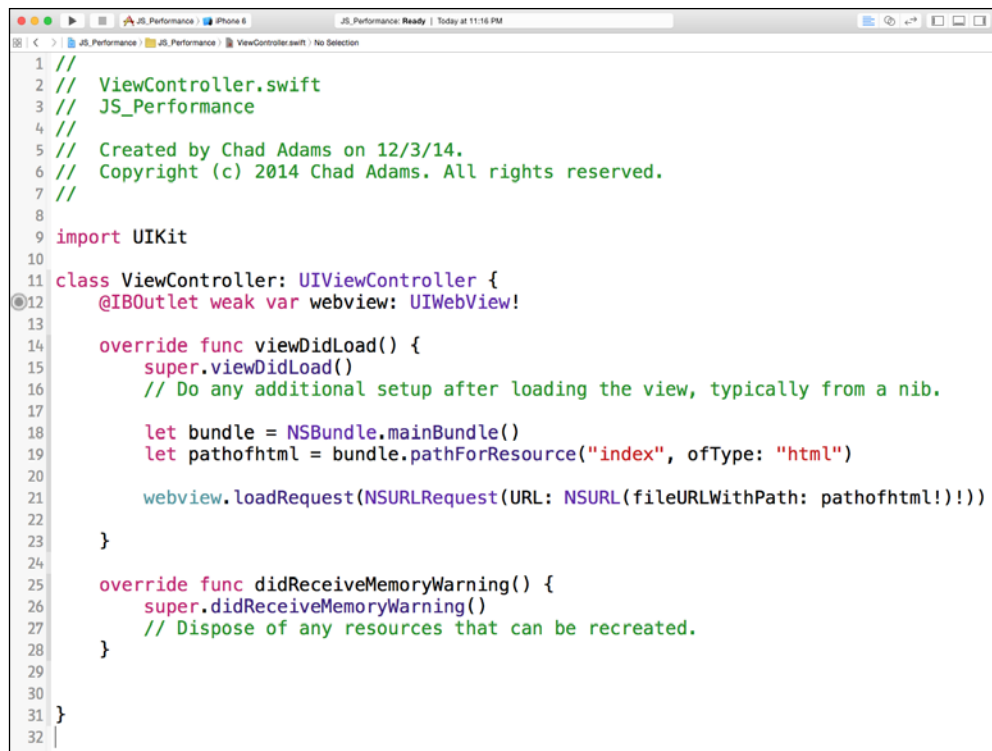 JS_Performance > iPhone 6
JS_Performance: Ready | Today at 11:16 PM
JS_Performance > JS_Performance > ViewController.swift > No Selection
1 //
2 //  ViewController.swift
3 //  JS_Performance
4 //
5 //  Created by Chad Adams on 12/3/14.
6 //  Copyright (c) 2014 Chad Adams. All rights reserved.
7 //
8
9 import UIKit
10
11 class ViewController: UIViewController {
12     @IBOutlet weak var webview: UIWebView!
13
14     override func viewDidLoad() {
15         super.viewDidLoad()
16         // Do any additional setup after loading the view, typically from a nib.
17
18         let bundle = NSBundle.mainBundle()
19         let pathofhtml = bundle.pathForResource("index", ofType: "html")
20
21         webview.loadRequest(NSURLRequest(URL: NSURL(fileURLWithPath: pathofhtml!)!))
22
23     }
24
25     override func didReceiveMemoryWarning() {
26         super.didReceiveMemoryWarning()
27         // Dispose of any resources that can be recreated.
28     }
29
30
31 }
32